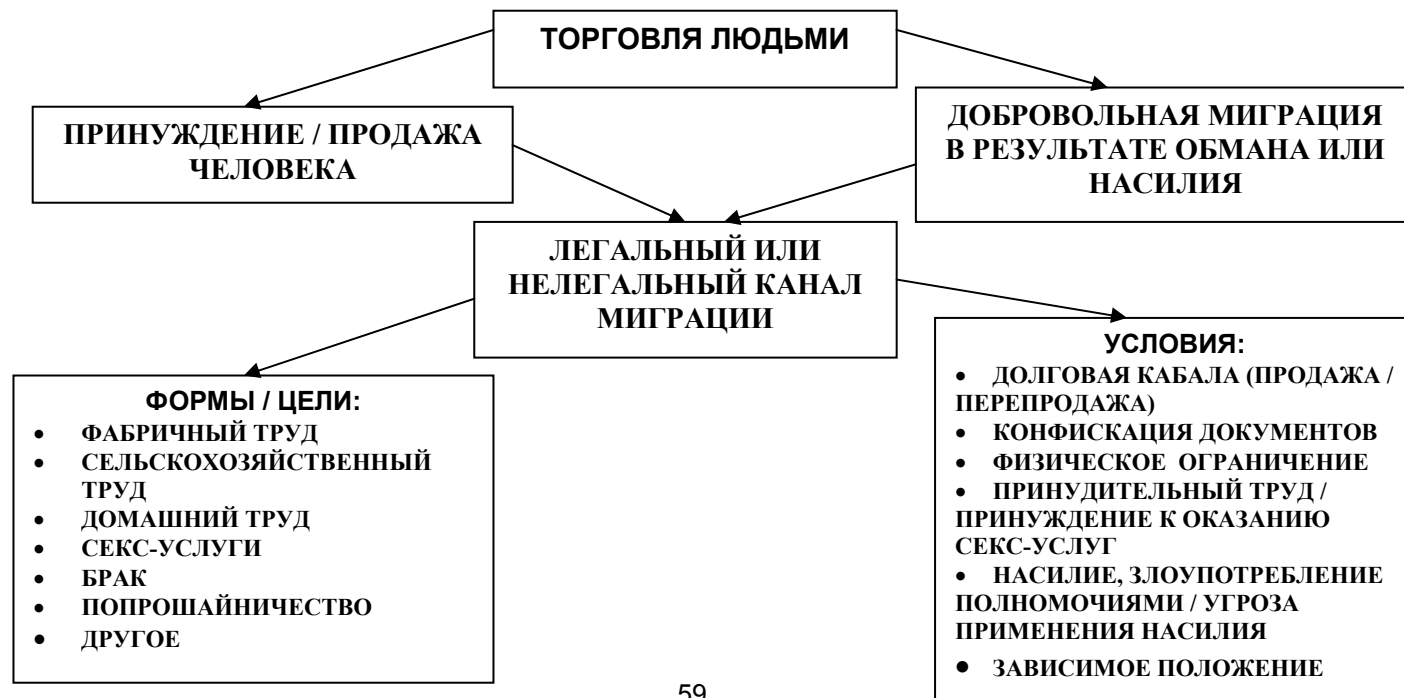 ТОРГОВЛЯ ЛЮДЬМИ
ПРИНУЖДЕНИЕ / ПРОДАЖА
ЧЕЛОВЕКА
ДОБРОВОЛЬНАЯ МИГРАЦИЯ
В РЕЗУЛЬТАТЕ ОБМАНА ИЛИ
НАСИЛИЯ
ЛЕГАЛЬНЫЙ ИЛИ
НЕЛЕГАЛЬНЫЙ КАНАЛ
МИГРАЦИИ
ФОРМЫ / ЦЕЛИ:
• ФАБРИЧНЫЙ ТРУД
• СЕЛЬСКОХОЗЯЙСТВЕННЫЙ
ТРУД
• ДОМАШНИЙ ТРУД
• СЕКС-УСЛУГИ
• БРАК
• ПОПРОШАЙНИЧЕСТВО
• ДРУГОЕ
УСЛОВИЯ:
• ДОЛГОВАЯ КАБАЛА (ПРОДАЖА /
ПЕРЕПРОДАЖА)
• КОНФИСКАЦИЯ ДОКУМЕНТОВ
• ФИЗИЧЕСКОЕ ОГРАНИЧЕНИЕ
• ПРИНУДИТЕЛЬНЫЙ ТРУД /
ПРИНУЖДЕНИЕ К ОКАЗАНИЮ
СЕКС-УСЛУГ
• НАСИЛИЕ, ЗЛОУПОТРЕБЛЕНИЕ
ПОЛНОМОЧИЯМИ / УГРОЗА
ПРИМЕНЕНИЯ НАСИЛИЯ
• ЗАВИСИМОЕ ПОЛОЖЕНИЕ
59